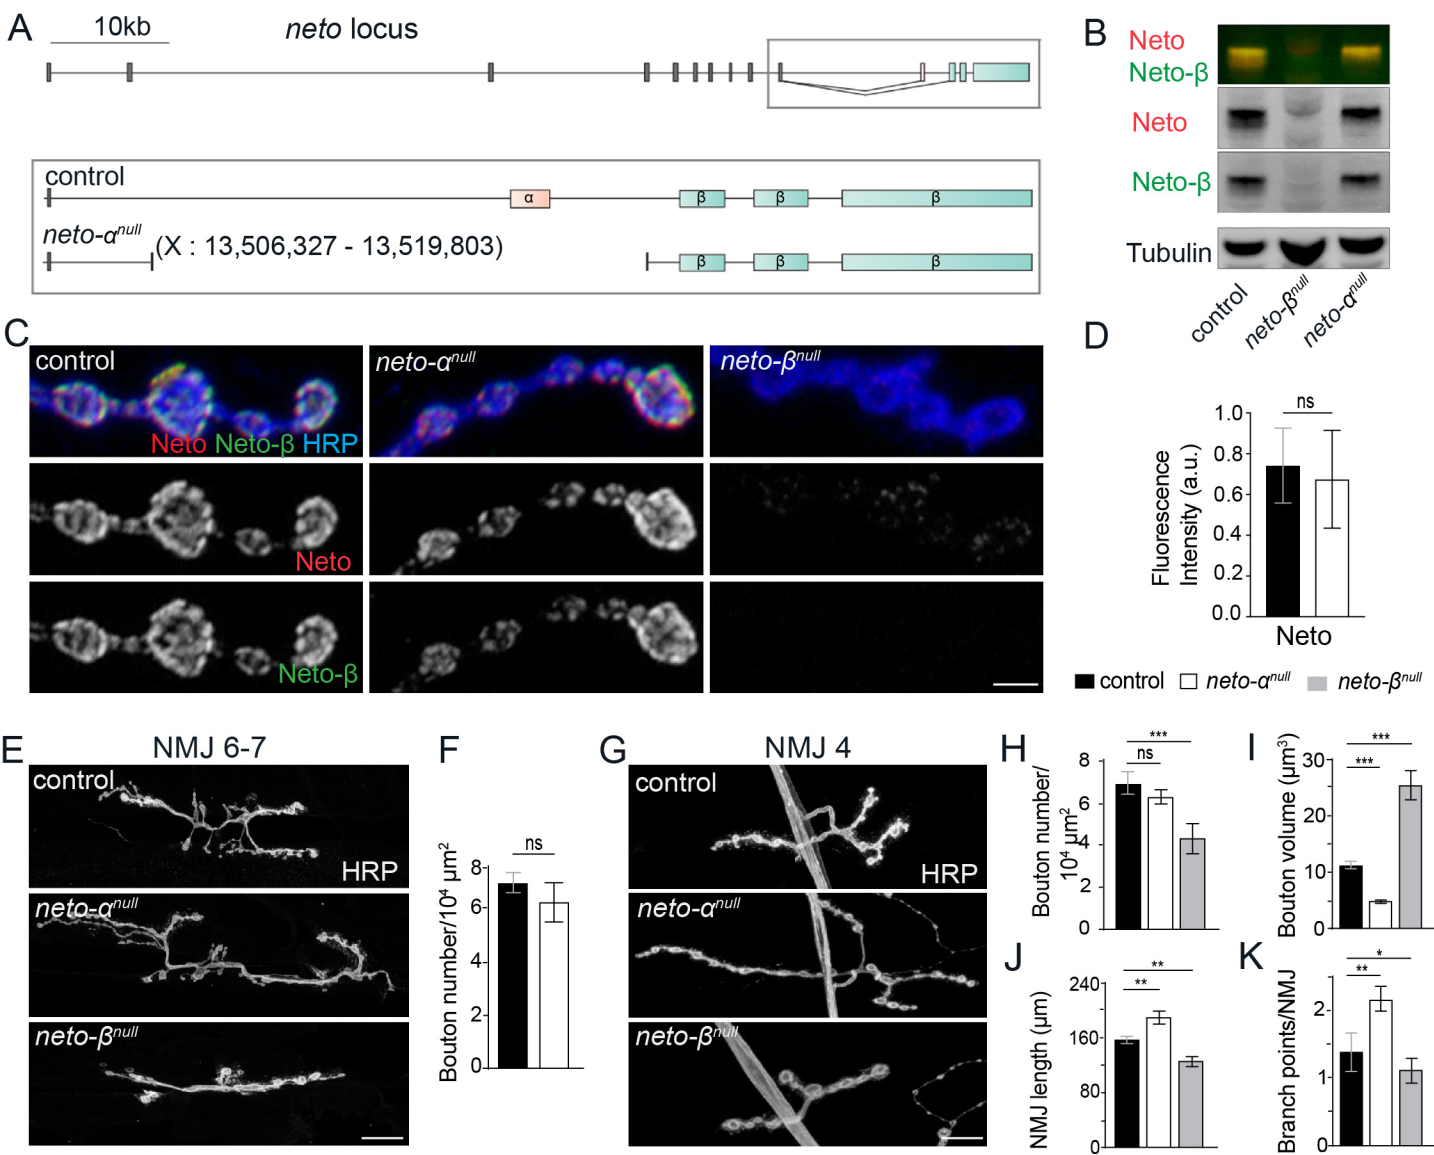 A
10kb
neto locus
control
α
β
β
β
neto-αnull
(X : 13,506,327 - 13,519,803)
β
β
β
B
Neto
Neto-β
Neto
Neto-β
Tubulin
control
neto-βnull
neto-αnull
C
control
Neto Neto-β HRP
neto-αnull
neto-βnull
Neto
Neto-β
D
Fluorescence
Intensity (a.u.)
1.0
0.8
0.6
0.4
0.2
0.0
ns
Neto
control
neto-αnull
neto-βnull
E
NMJ 6-7
control
HRP
neto-αnull
neto-βnull
F
Bouton number/10⁴ μm²
8
6
4
2
0
ns
G
NMJ 4
control
HRP
neto-αnull
neto-βnull
H
Bouton number/
10⁴ μm²
8
6
4
2
0
***
ns
I
Bouton volume (μm³)
30
20
10
0
***
***
J
NMJ length (μm)
240
160
80
0
**
**
K
Branch points/NMJ
2
1
0
*
**